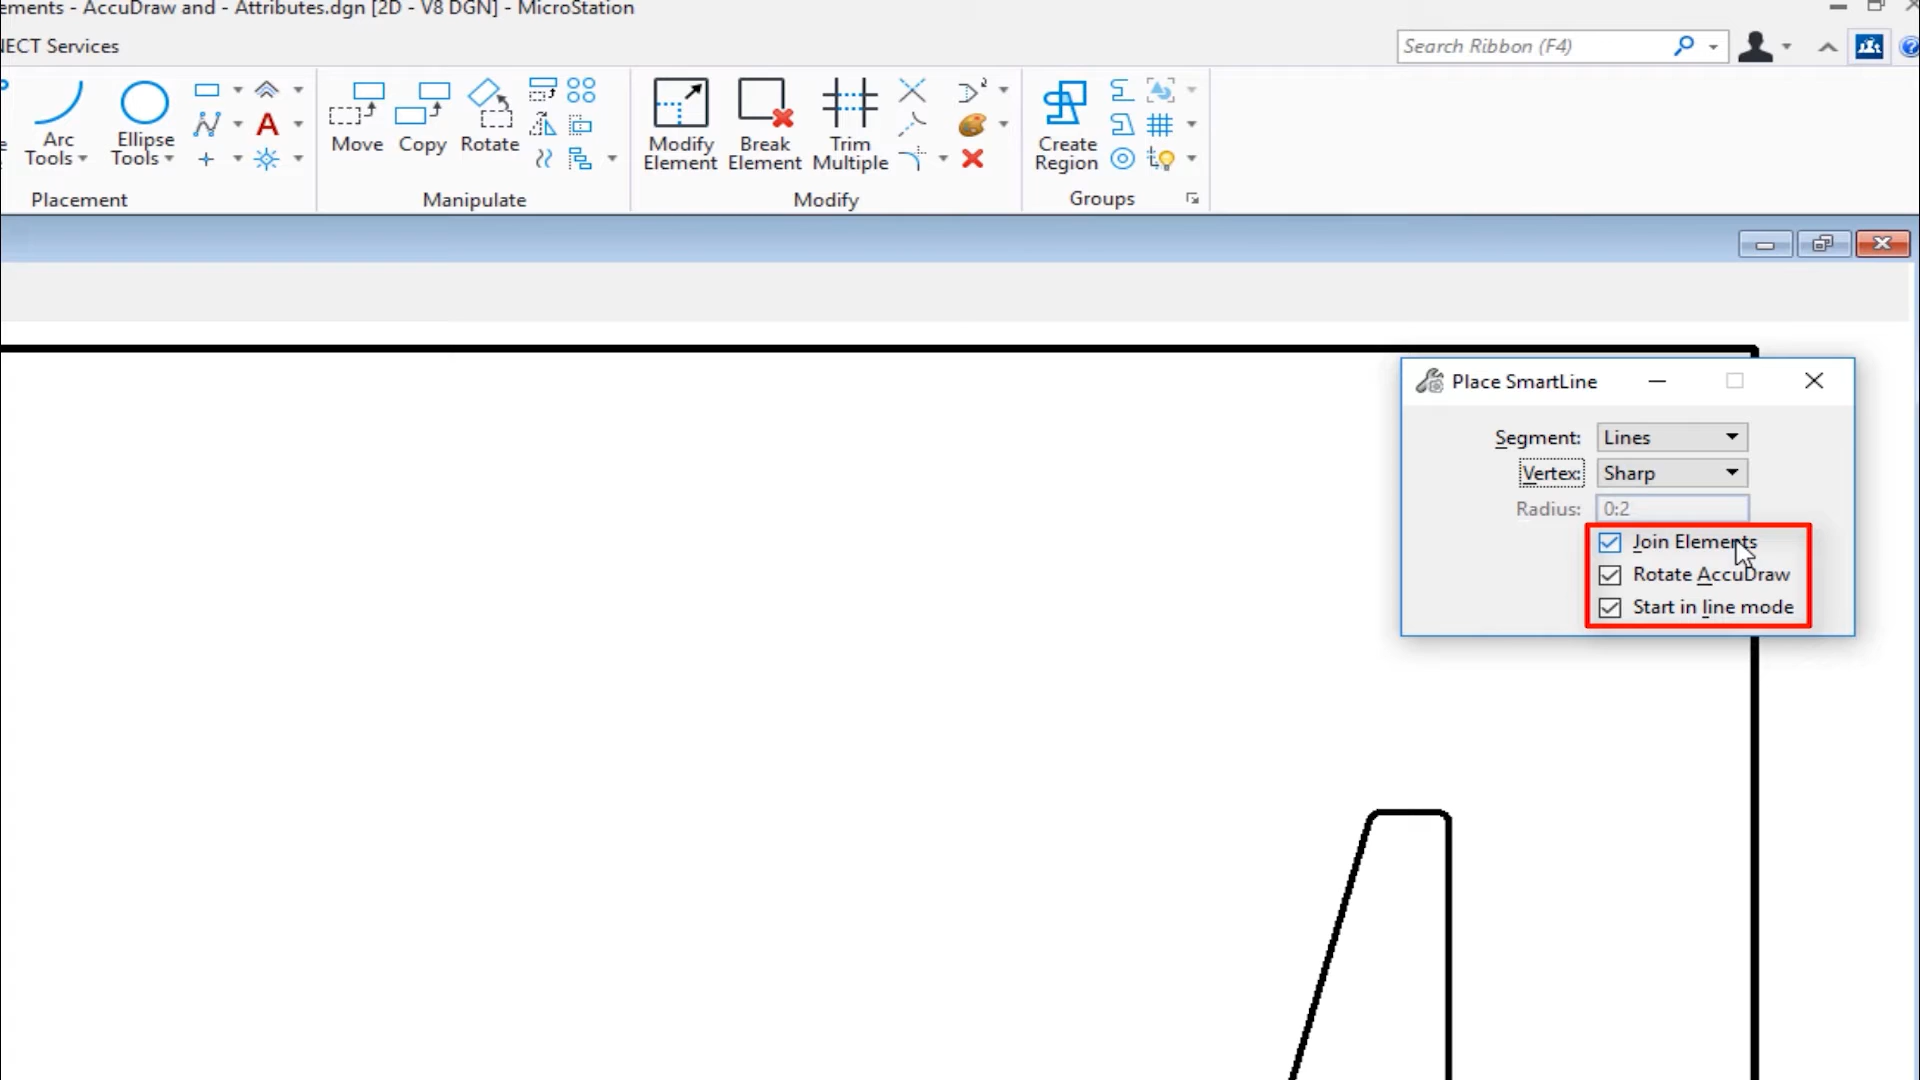 ements - AccuDraw and - Attributes.dgn [2D - V8 DGN] - MicroStation
NECT Services
Search Ribbon (F4)
Arc
Tools
Ellipse
Tools
Placement
Move
Copy
Rotate
Manipulate
Modify
Element
Break
Element
Trim
Multiple
Modify
Create
Region
Groups
Place SmartLine
Segment: Lines
Vertex: Sharp
Radius: 0:2
Join Elements
Rotate AccuDraw
Start in line mode